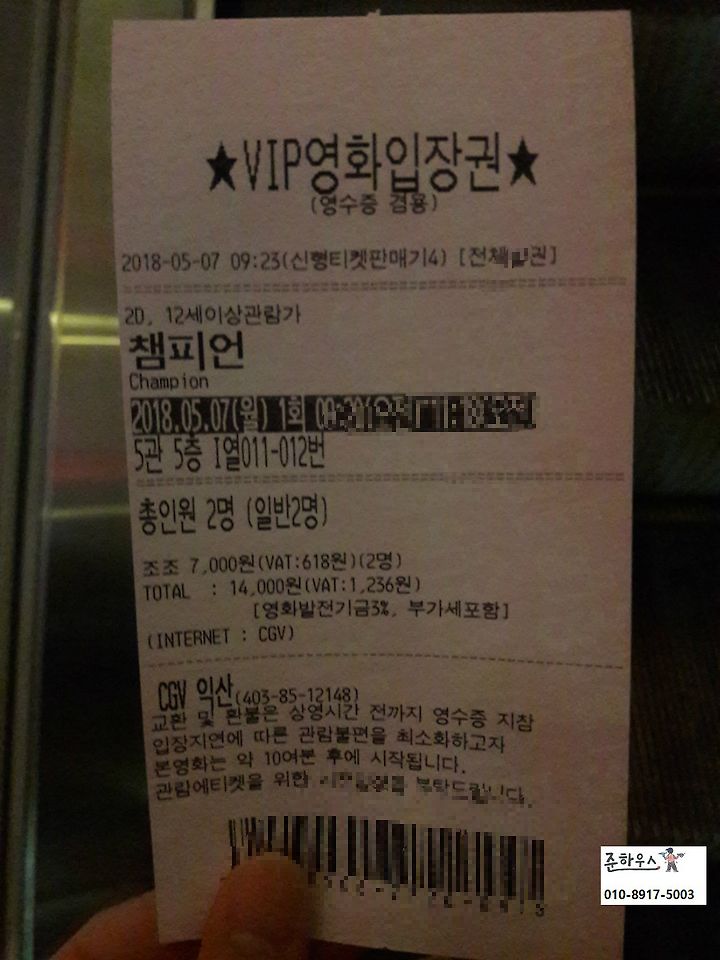 ★VIP영화입장권★
(영수증 겸용)
2018-05-07 09:23(신형티켓판매기4)
2D, 12세이상관람가
챔피언
Champion
2018.05.07(월) 1회
5관 5층 I열011-012번
총인원 2명 (일반2명)
조조 7,000원(VAT:618원)(2명)
TOTAL : 14,000원(VAT:1,236원)
[영화발전기금3%, 부가세포함]
(INTERNET : CGV)
CGV 익산(403-85-12148)
교환 및 환불은 상영시간 전까지 영수증 지참
입장지연에 따른 관람불편을 최소화하고자
본영화는 약 10여분 후에 시작됩니다.
관람에티켓을 위한 부탁드립니다.
준하우스
010-8917-5003